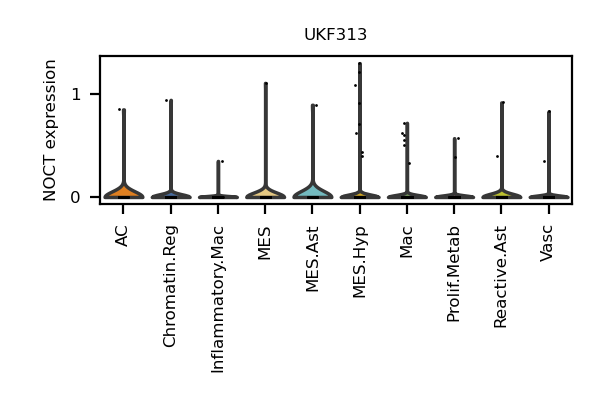 UKF313
NOCT expression
1
0
AC
Chromatin.Reg
Inflammatory.Mac
MES
MES.Ast
MES.Hyp
Mac
Prolif.Metab
Reactive.Ast
Vasc